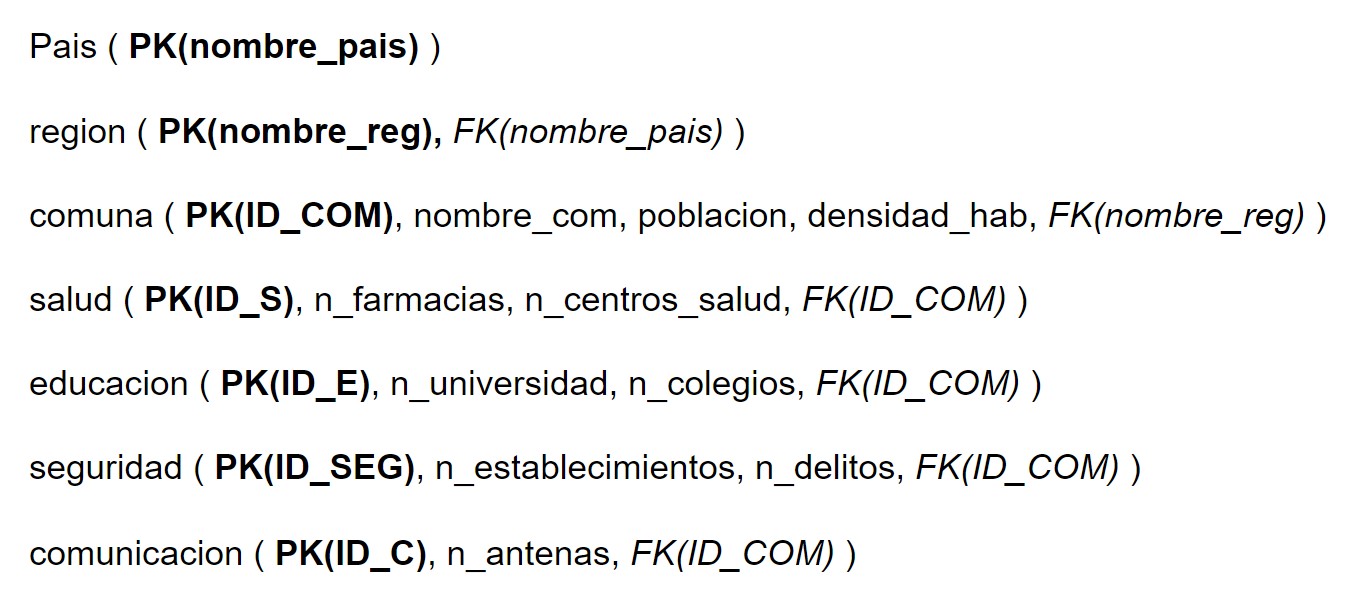 Pais ( PK(nombre_pais) )
region ( PK(nombre_reg), FK(nombre_pais) )
comuna ( PK(ID_COM), nombre_com, poblacion, densidad_hab, FK(nombre_reg) )
salud ( PK(ID_S), n_farmacias, n_centros_salud, FK(ID_COM) )
educacion ( PK(ID_E), n_universidad, n_colegios, FK(ID_COM) )
seguridad ( PK(ID_SEG), n_establecimientos, n_delitos, FK(ID_COM) )
comunicacion ( PK(ID_C), n_antenas, FK(ID_COM) )